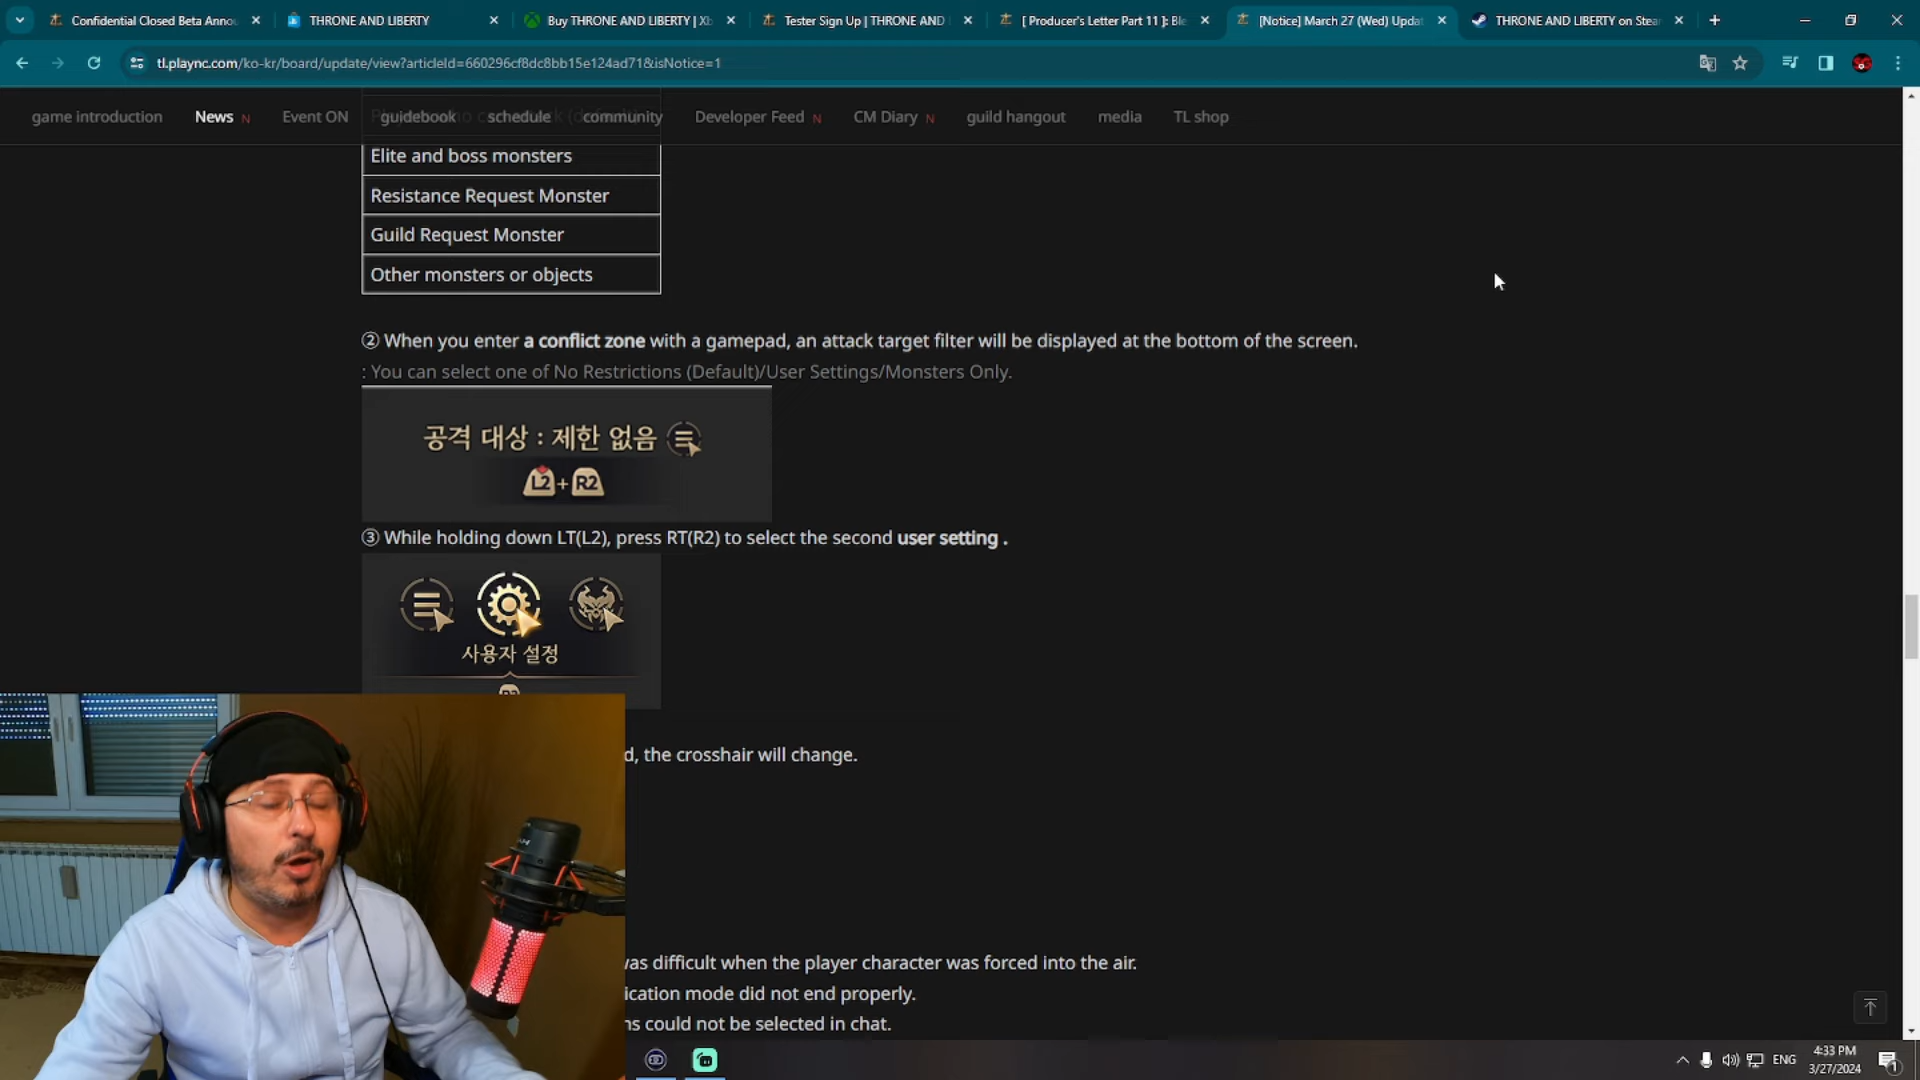 Confidential Closed Beta Annou
THRONE AND LIBERTY
Buy THRONE AND LIBERTY | Xb
Tester Sign Up | THRONE AND
[ Producer's Letter Part 11 ]: Ble
[Notice] March 27 (Wed) Updat
THRONE AND LIBERTY on Stea
tl.plaync.com/ko-kr/board/update/view?articleId=660296cf8dc8bb15e124ad71&isNotice=1
game introduction
News N
Event ON
guidebook
schedule
community
Developer Feed N
CM Diary N
guild hangout
media
TL shop
Elite and boss monsters
Resistance Request Monster
Guild Request Monster
Other monsters or objects
② When you enter a conflict zone with a gamepad, an attack target filter will be displayed at the bottom of the screen.
: You can select one of No Restrictions (Default)/User Settings/Monsters Only.
공격 대상 : 제한 없음
L2 + R2
③ While holding down LT(L2), press RT(R2) to select the second user setting .
사용자 설정
d, the crosshair will change.
was difficult when the player character was forced into the air.
ication mode did not end properly.
ns could not be selected in chat.
ENG
4:33 PM
3/27/2024
1